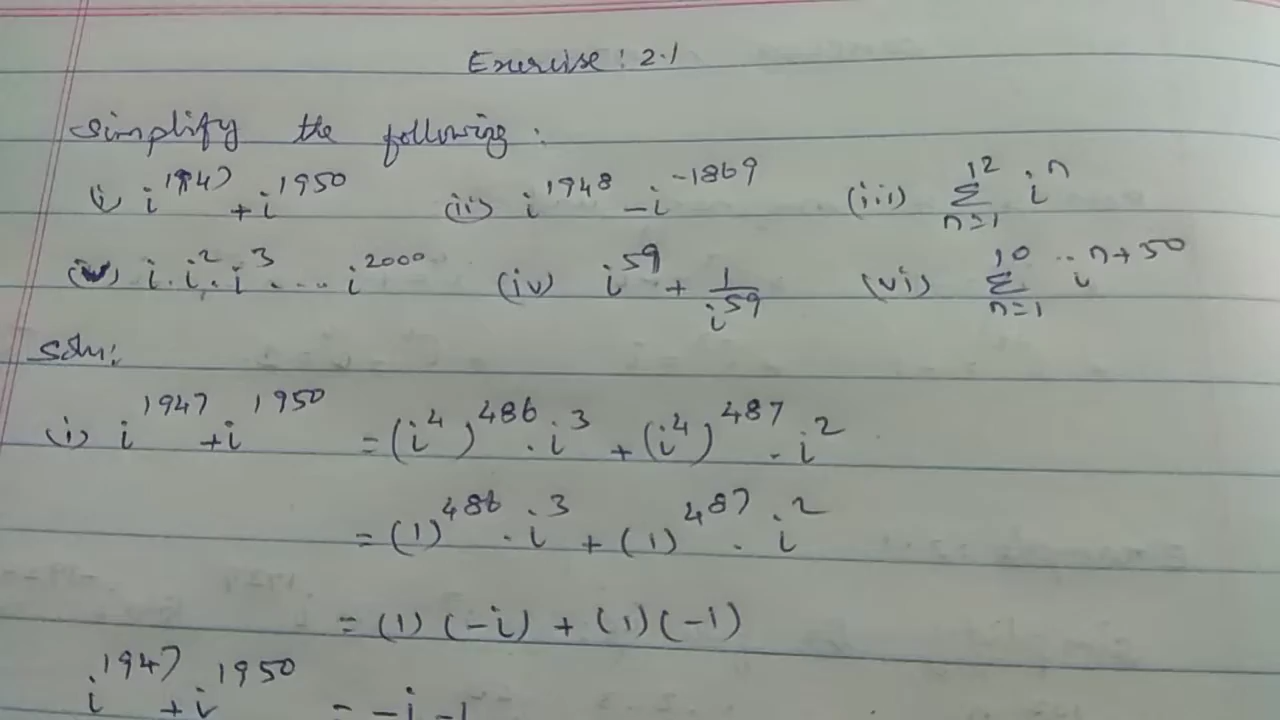 Exercise : 2.1
Simplify the following :
(i) i^1947 + i^1950 (ii) i^1948 - i^-1869 (iii) Σ_{n=1}^{12} i^n
(v) i . i^2 . i^3 .... i^2000 (iv) i^59 + 1/i^59 (vi) Σ_{n=1}^{10} i^{n+50}
Soln:
(i) i^1947 + i^1950 = (i^4)^486 . i^3 + (i^4)^487 . i^2
= (1)^486 . i^3 + (1)^487 . i^2
= (1) (-i) + (1) (-1)
i^1947 + i^1950 = -i -1